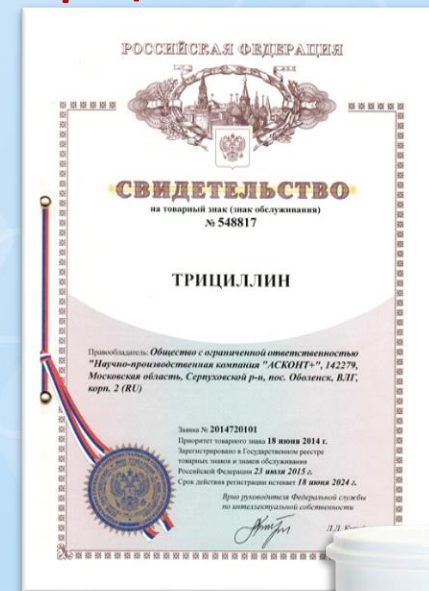 РОССИЙСКАЯ ФЕДЕРАЦИЯ
СВИДЕТЕЛЬСТВО
на товарный знак (знак обслуживания)
№ 548817
ТРИЦИЛЛИН
Правообладатель: Общество с ограниченной ответственностью
"Научно-производственная компания "АСКОНТ+", 142279,
Московская область, Серпуховской р-н, пос. Оболенск, ВЛГ,
корп. 2 (RU)
Заявка № 2014720101
Приоритет товарного знака 18 июня 2014 г.
Зарегистрировано в Государственном реестре
товарных знаков и знаков обслуживания
Российской Федерации 23 июля 2015 г.
Срок действия регистрации истекает 18 июня 2024 г.
Врио руководителя Федеральной службы
по интеллектуальной собственности